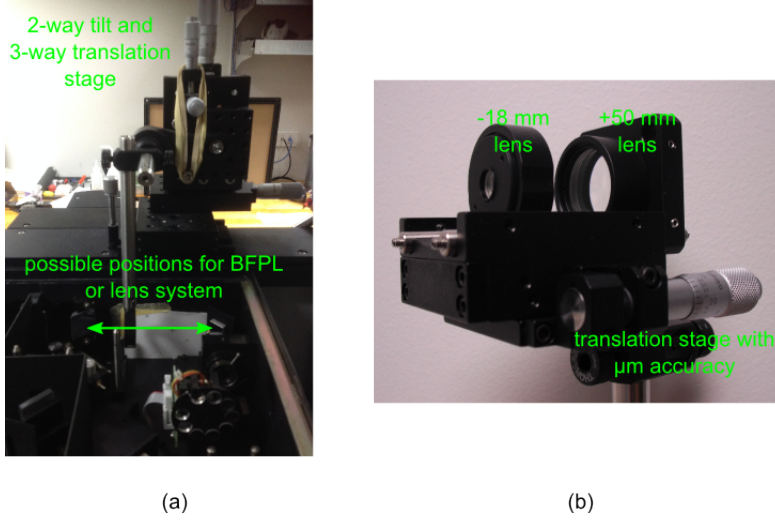 2-way tilt and
3-way translation
stage
possible positions for BFPL
or lens system
-18 mm
lens
+50 mm
lens
translation stage with
µm accuracy
(a)
(b)